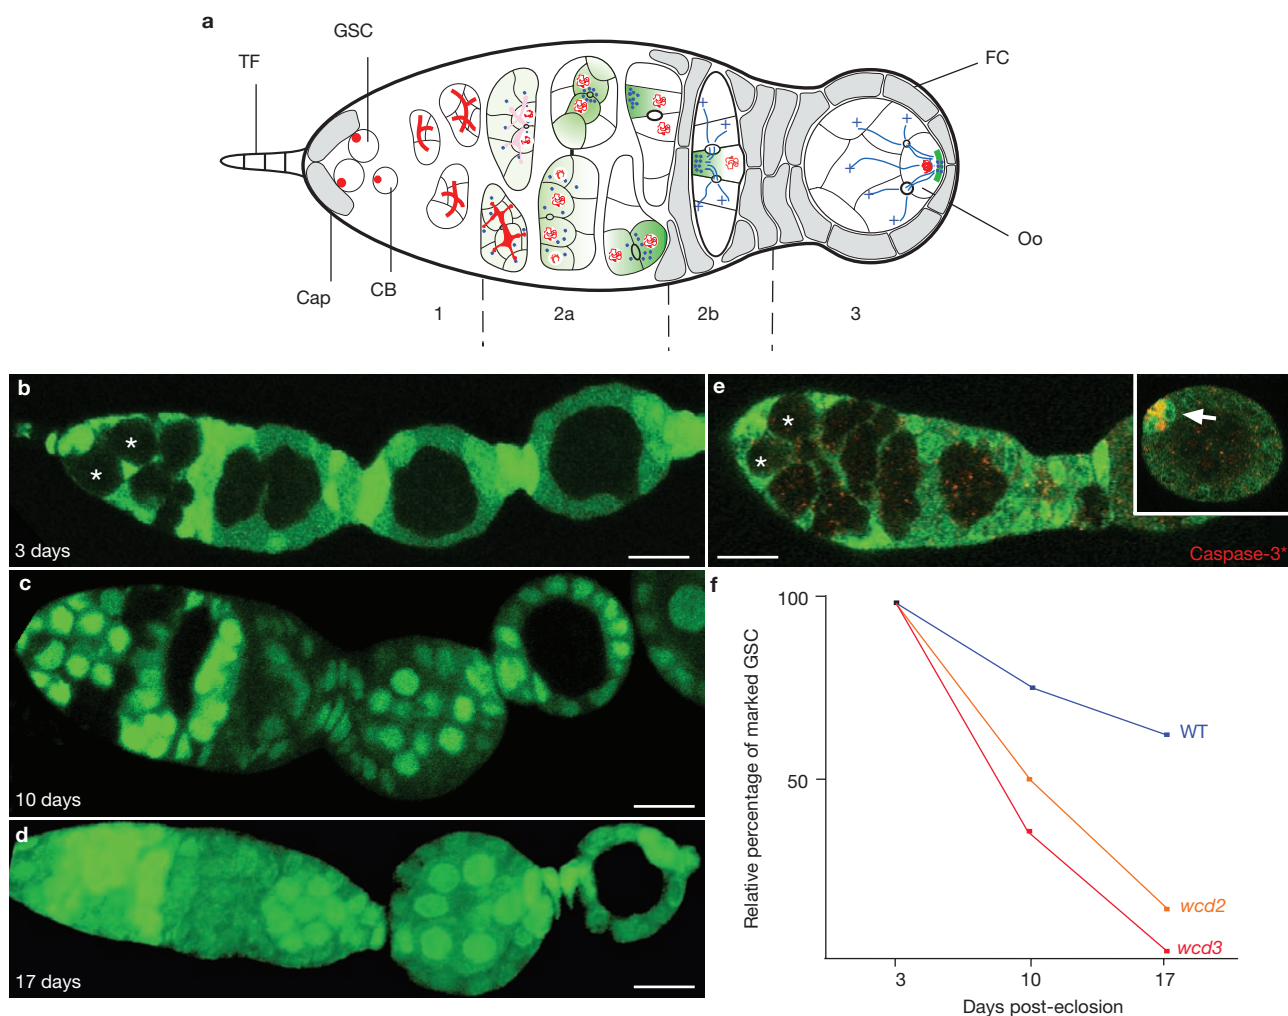 a
GSC
TF
FC
Oo
Cap
CB
1
2a
2b
3
b
*
*
3 days
e
*
*
Caspase-3*
c
10 days
d
17 days
f
100
50
Relative percentage of marked GSC
WT
wcd2
wcd3
3
10
17
Days post-eclosion